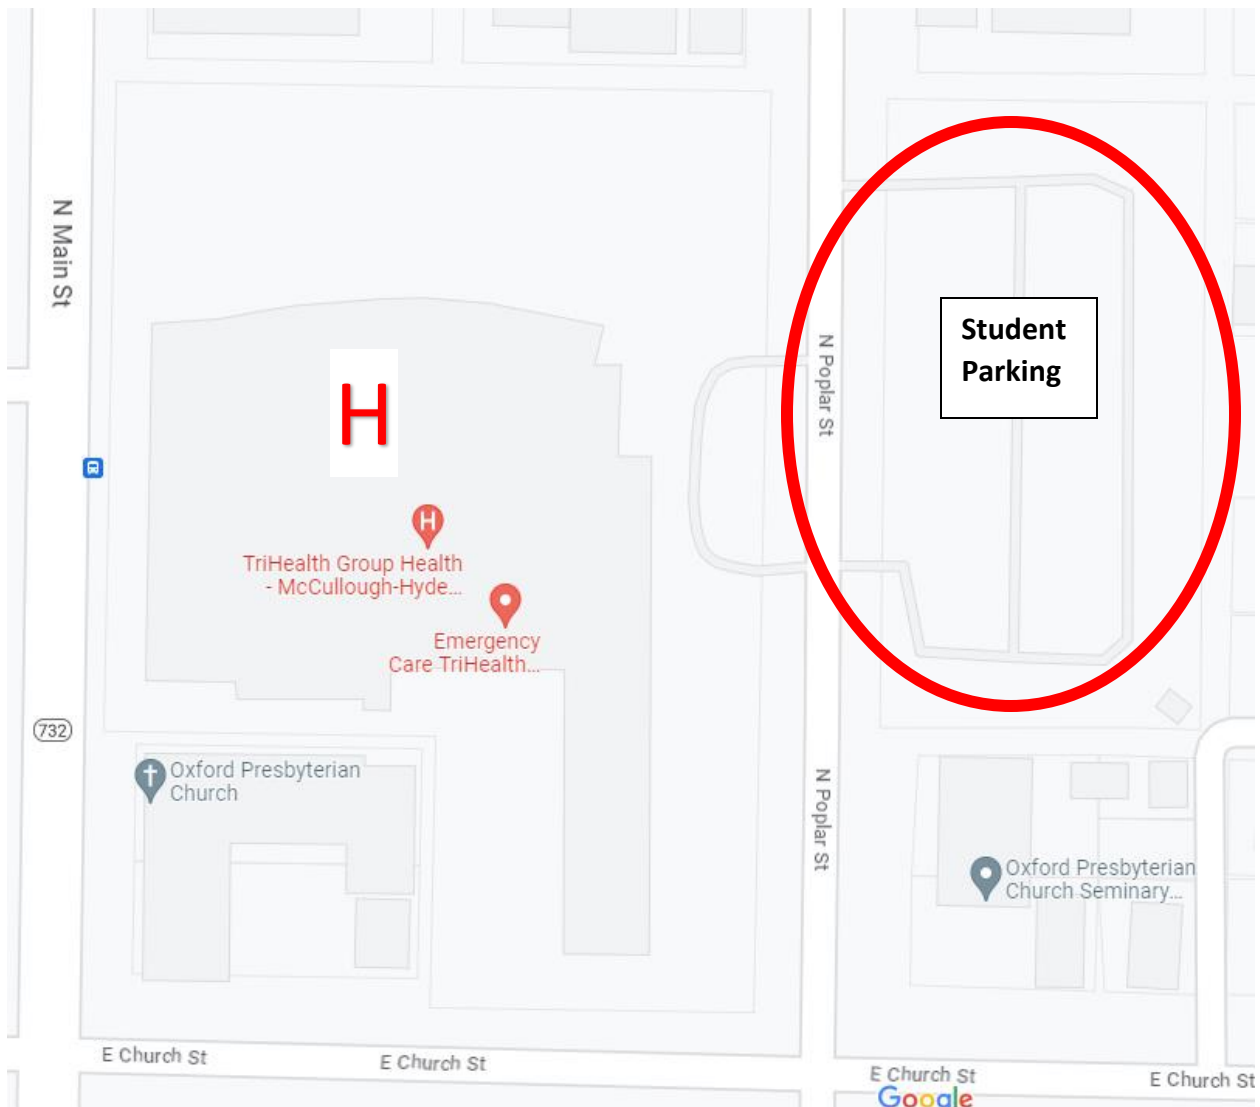 N Main St
Student
Parking
N Poplar St
H
H
TriHealth Group Health
- McCullough-Hyde...
Emergency
Care TriHealth...
732
Oxford Presbyterian
Church
N Poplar St
Oxford Presbyterian
Church Seminary...
E Church St
E Church St
E Church St
E Church St
Google